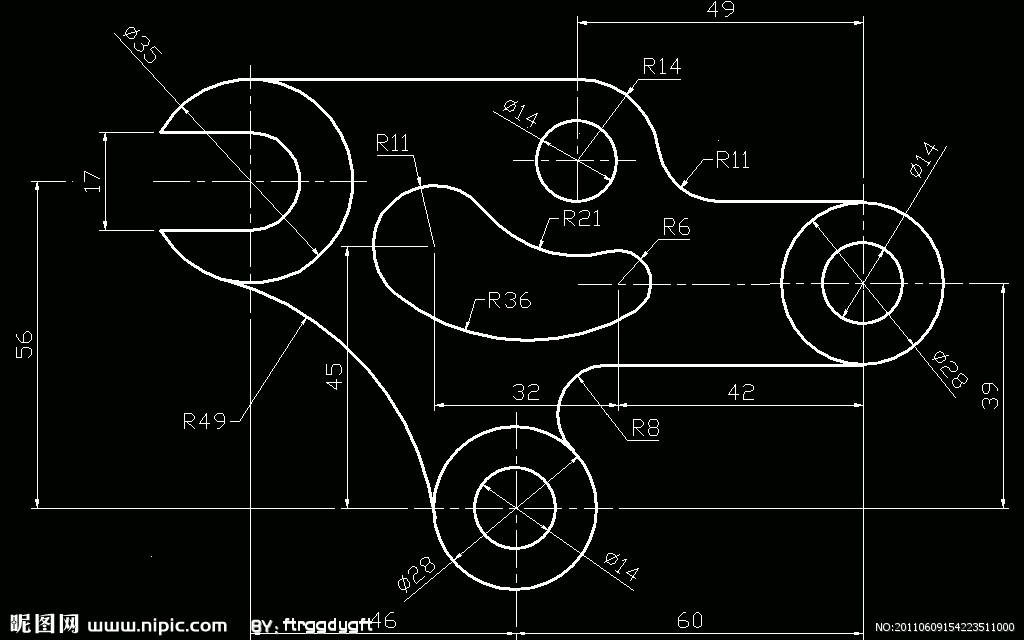 49
Ø35
R14
Ø14
R11
R11
Ø14
17
R21
R6
R36
56
45
32
42
Ø28
39
R49
R8
Ø28
Ø14
46
60
昵图网 www.nipic.com
BY: ftrggdygft
NO:20110609154223511000